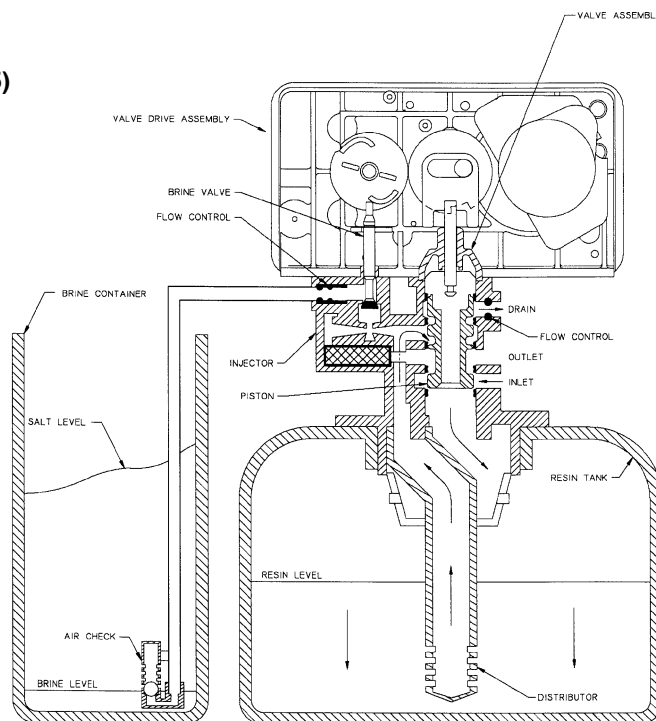 VALVE ASSEMBL
5)
VALVE DRIVE ASSEMBLY
BRINE VALVE
FLOW CONTROL
BRINE CONTAINER
DRAIN
FLOW CONTROL
INJECTOR
OUTLET
PISTON
INLET
SALT LEVEL
RESIN TANK
RESIN LEVEL
AIR CHECK
BRINE LEVEL
DISTRIBUTOR